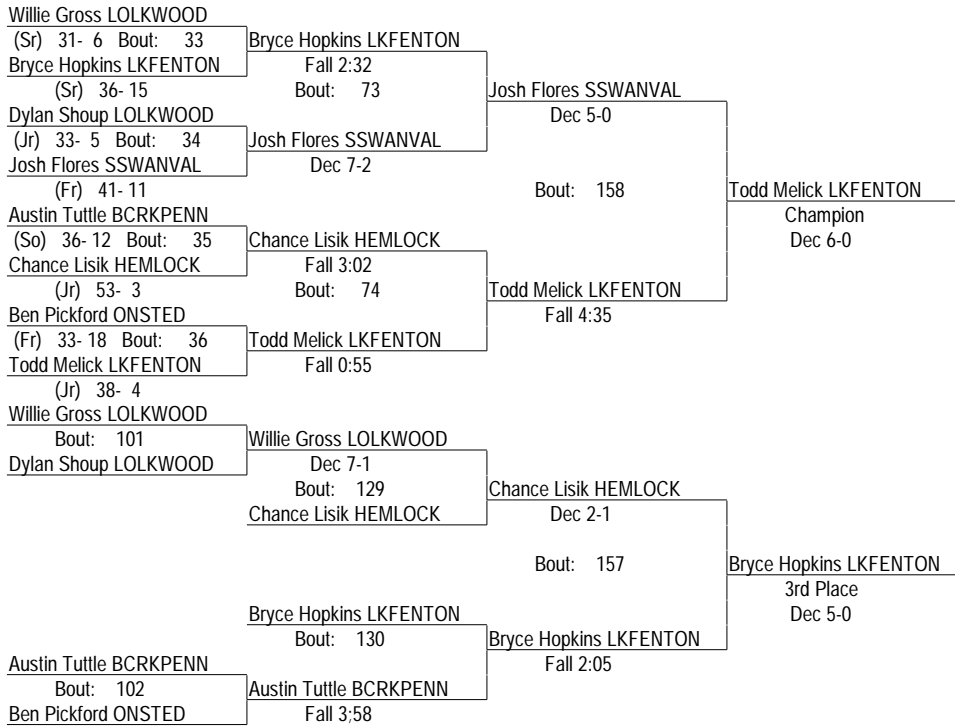 Willie Gross LOLKWOOD
(Sr) 31- 6 Bout: 33
Bryce Hopkins LKFENTON
Bryce Hopkins LKFENTON
Fall 2:32
(Sr) 36- 15
Bout: 73
Josh Flores SSWANVAL
Dylan Shoup LOLKWOOD
Dec 5-0
(Jr) 33- 5 Bout: 34
Josh Flores SSWANVAL
Josh Flores SSWANVAL
Dec 7-2
(Fr) 41- 11
Bout: 158
Todd Melick LKFENTON
Austin Tuttle BCRKPENN
Champion
(So) 36- 12 Bout: 35
Chance Lisik HEMLOCK
Dec 6-0
Chance Lisik HEMLOCK
Fall 3:02
(Jr) 53- 3
Bout: 74
Todd Melick LKFENTON
Ben Pickford ONSTED
Fall 4:35
(Fr) 33- 18 Bout: 36
Todd Melick LKFENTON
Todd Melick LKFENTON
Fall 0:55
(Jr) 38- 4
Willie Gross LOLKWOOD
Bout: 101
Willie Gross LOLKWOOD
Dylan Shoup LOLKWOOD
Dec 7-1
Bout: 129
Chance Lisik HEMLOCK
Chance Lisik HEMLOCK
Dec 2-1
Bout: 157
Bryce Hopkins LKFENTON
3rd Place
Bryce Hopkins LKFENTON
Dec 5-0
Bout: 130
Bryce Hopkins LKFENTON
Austin Tuttle BCRKPENN
Fall 2:05
Bout: 102
Austin Tuttle BCRKPENN
Ben Pickford ONSTED
Fall 3;58